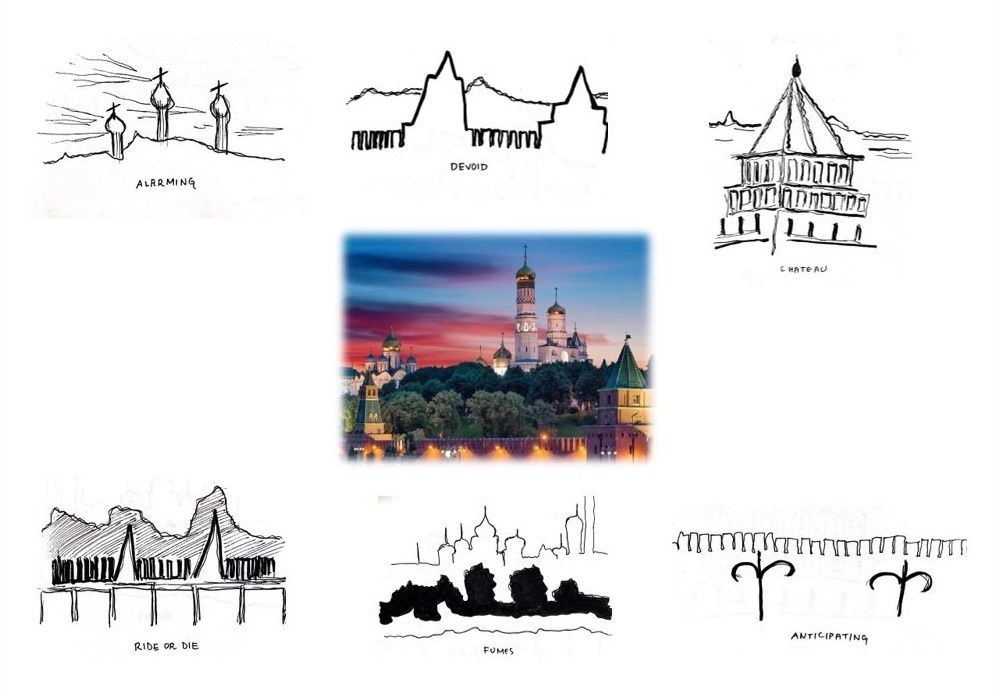 ALARMING
DEVOID
CHATEAU
RIDE OR DIE
FUMES
ANTICIPATING